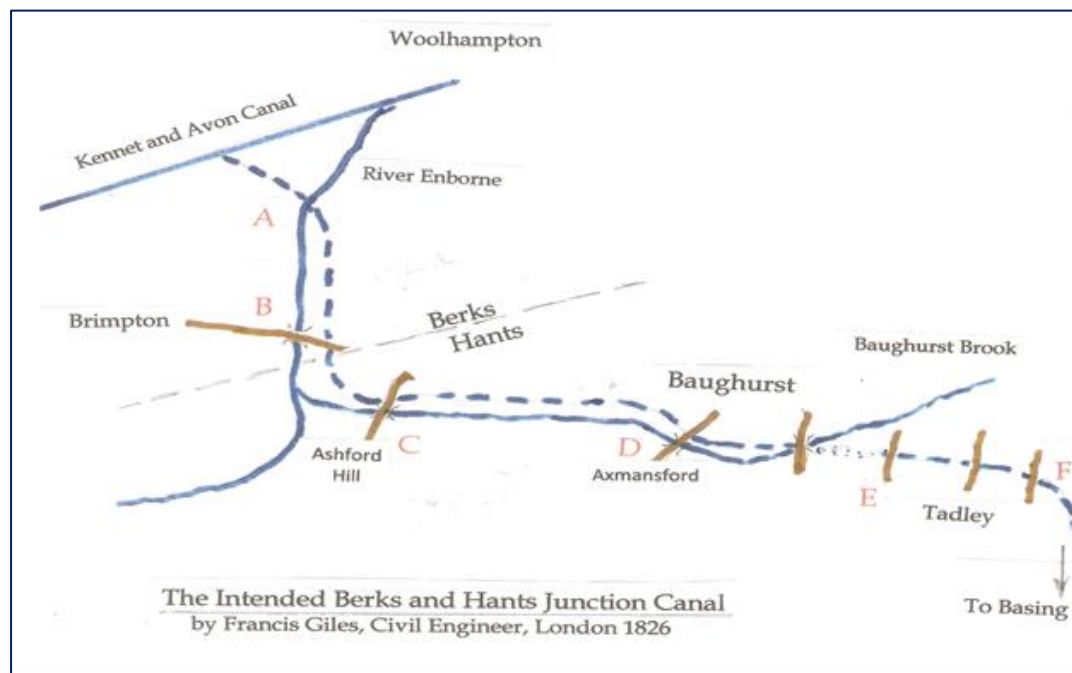 Woolhampton
Kennet and Avon Canal
River Enborne
A
B
Brimpton
Berks
Hants
Baughurst Brook
Baughurst
C
Ashford
Hill
D
Axmansford
E
F
Tadley
To Basing
The Intended Berks and Hants Junction Canal
by Francis Giles, Civil Engineer, London 1826